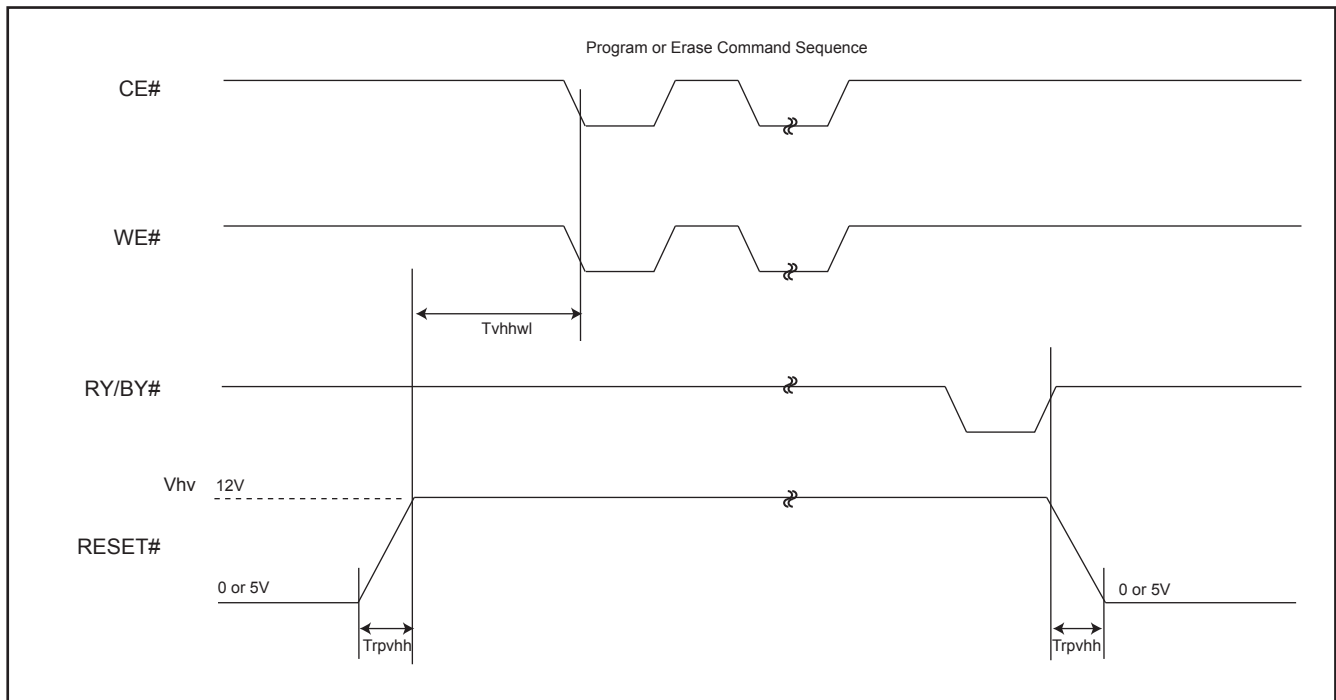 Program or Erase Command Sequence
CE#
WE#
Tvhhwl
RY/BY#
Vhv 12V
RESET#
0 or 5V 0 or 5V
Trpvhh Trpvhh